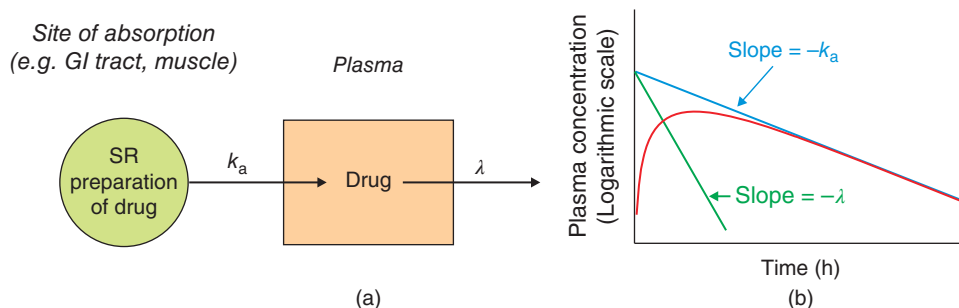 Site of absorption
(e.g. GI tract, muscle)
Plasma
SR
preparation
of drug
kₐ
Drug
λ
(a)
Plasma concentration
(Logarithmic scale)
Slope = –kₐ
Slope = –λ
Time (h)
(b)